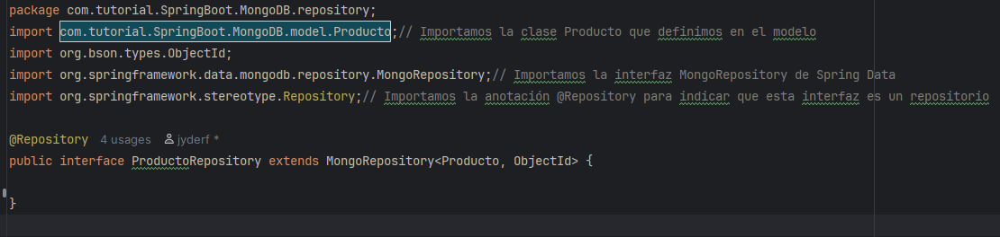 package com.tutorial.SpringBoot.MongoDB.repository;
import com.tutorial.SpringBoot.MongoDB.model.Producto;// Importamos la clase Producto que definimos en el modelo
import org.bson.types.ObjectId;
import org.springframework.data.mongodb.repository.MongoRepository;// Importamos la interfaz MongoRepository de Spring Data
import org.springframework.stereotype.Repository;// Importamos la anotación @Repository para indicar que esta interfaz es un repositorio
@Repository 4 usages jyderf *
public interface ProductoRepository extends MongoRepository<Producto, ObjectId> {
}